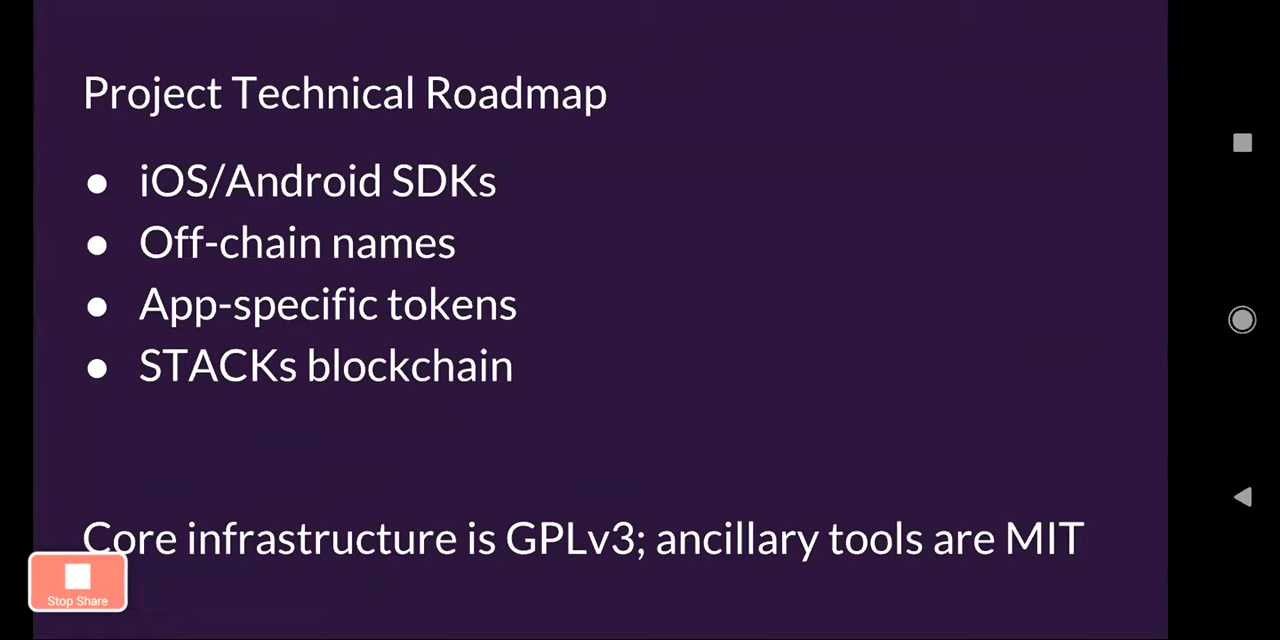 Project Technical Roadmap
● iOS/Android SDKs
● Off-chain names
● App-specific tokens
● STACKs blockchain
Core infrastructure is GPLv3; ancillary tools are MIT
Stop Share